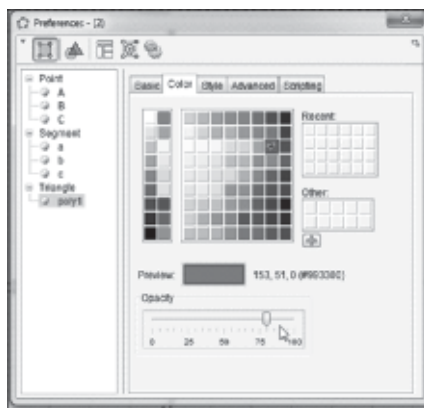 Preferences - (2)
Point
A
B
C
Segment
a
b
c
Triangle
poly1
Basic Color Style Advanced Scripting
Recent:
Other:
Preview: 153, 51, 0 (#993300)
Opacity
0 25 50 75 100